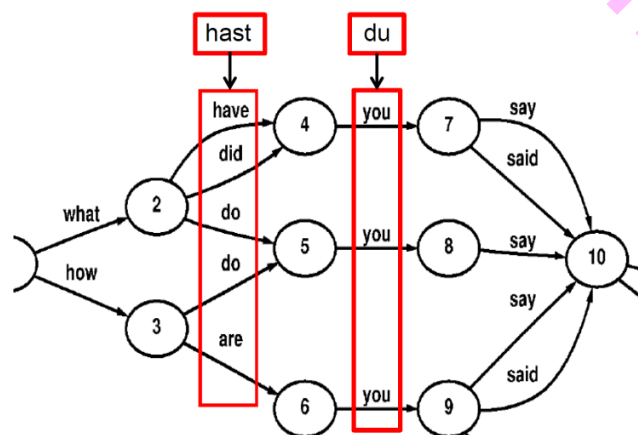 hast du
have
4 you 7 say
did said
2
what do
5 you 8 say 10
how do
3 say
are
said
6 you 9